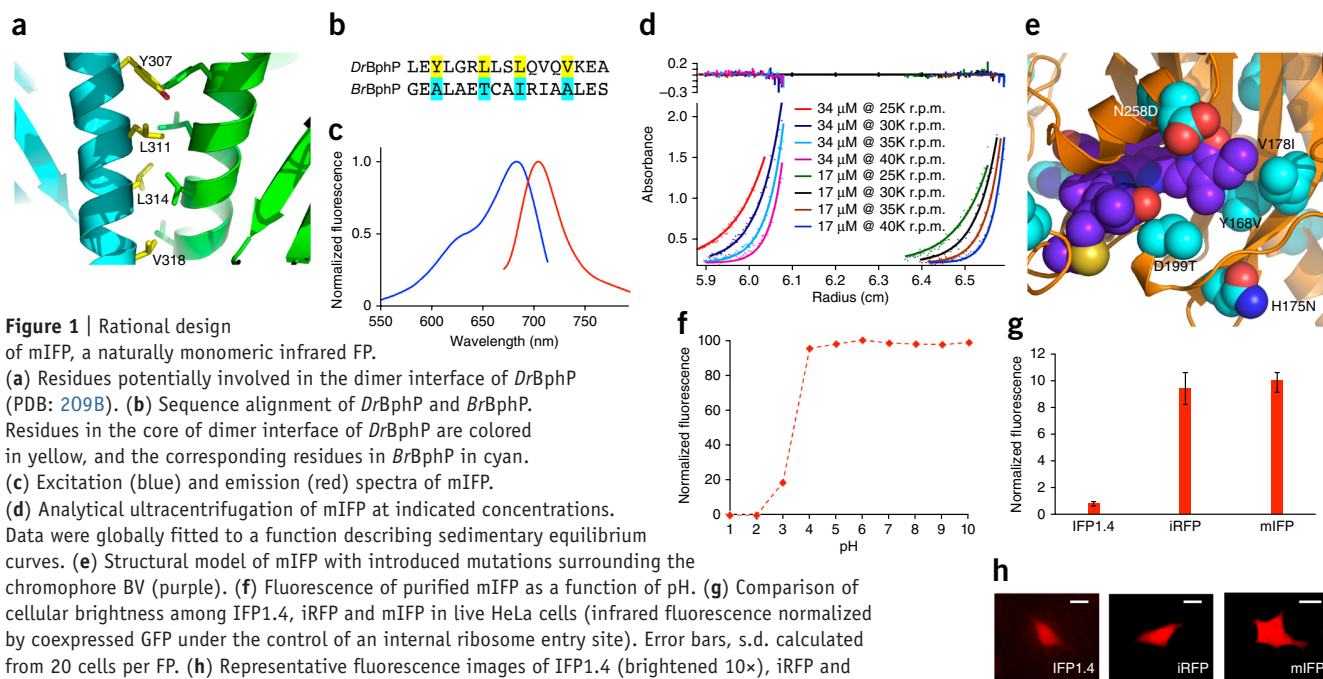 a
Y307
L311
L314
V318
b
DrBphP LEYLGRLLSLQVQVKEA
BrBphP GEALAETCAIRIAALES
c
Normalized fluorescence
1.0
0.5
0
550 600 650 700 750
Wavelength (nm)
d
0.2
−0.3
Absorbance
2.0
1.5
1.0
0.5
34 μM @ 25K r.p.m.
34 μM @ 30K r.p.m.
34 μM @ 35K r.p.m.
34 μM @ 40K r.p.m.
17 μM @ 25K r.p.m.
17 μM @ 30K r.p.m.
17 μM @ 35K r.p.m.
17 μM @ 40K r.p.m.
5.9 6.0 6.1 6.4 6.5
Radius (cm)
e
N258D
V178I
Y168V
D199T
H175N
Figure 1 | Rational design
of mIFP, a naturally monomeric infrared FP.
(a) Residues potentially involved in the dimer interface of DrBphP
(PDB: 2O9B). (b) Sequence alignment of DrBphP and BrBphP.
Residues in the core of dimer interface of DrBphP are colored
in yellow, and the corresponding residues in BrBphP in cyan.
(c) Excitation (blue) and emission (red) spectra of mIFP.
(d) Analytical ultracentrifugation of mIFP at indicated concentrations.
Data were globally fitted to a function describing sedimentary equilibrium
curves. (e) Structural model of mIFP with introduced mutations surrounding the
chromophore BV (purple). (f) Fluorescence of purified mIFP as a function of pH. (g) Comparison of
cellular brightness among IFP1.4, iRFP and mIFP in live HeLa cells (infrared fluorescence normalized
by coexpressed GFP under the control of an internal ribosome entry site). Error bars, s.d. calculated
from 20 cells per FP. (h) Representative fluorescence images of IFP1.4 (brightened 10×), iRFP and
f
Normalized fluorescence
100
80
60
40
20
0
1 2 3 4 5 6 7 8 9 10
pH
g
Normalized fluorescence
12
10
8
6
4
2
0
IFP1.4 iRFP mIFP
h
IFP1.4 iRFP mIFP